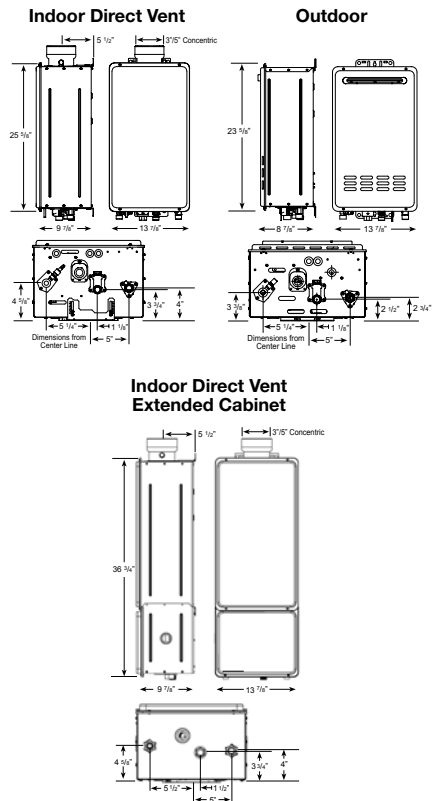 Indoor Direct Vent
Outdoor
5 1/2"
3"/5" Concentric
25 5/8"
23 5/8"
9 7/8"
13 7/8"
8 7/8"
13 7/8"
4 5/8"
3 3/4"
4"
3 3/8"
2 1/2"
2 3/4"
5 1/4"
1 1/8"
5 1/4"
1 1/8"
Dimensions from
Center Line
5"
Dimensions from
Center Line
5"
Indoor Direct Vent
Extended Cabinet
5 1/2"
3"/5" Concentric
36 3/4"
9 7/8"
13 7/8"
4 5/8"
3 3/4"
4"
5 1/2"
1 1/2"
5"